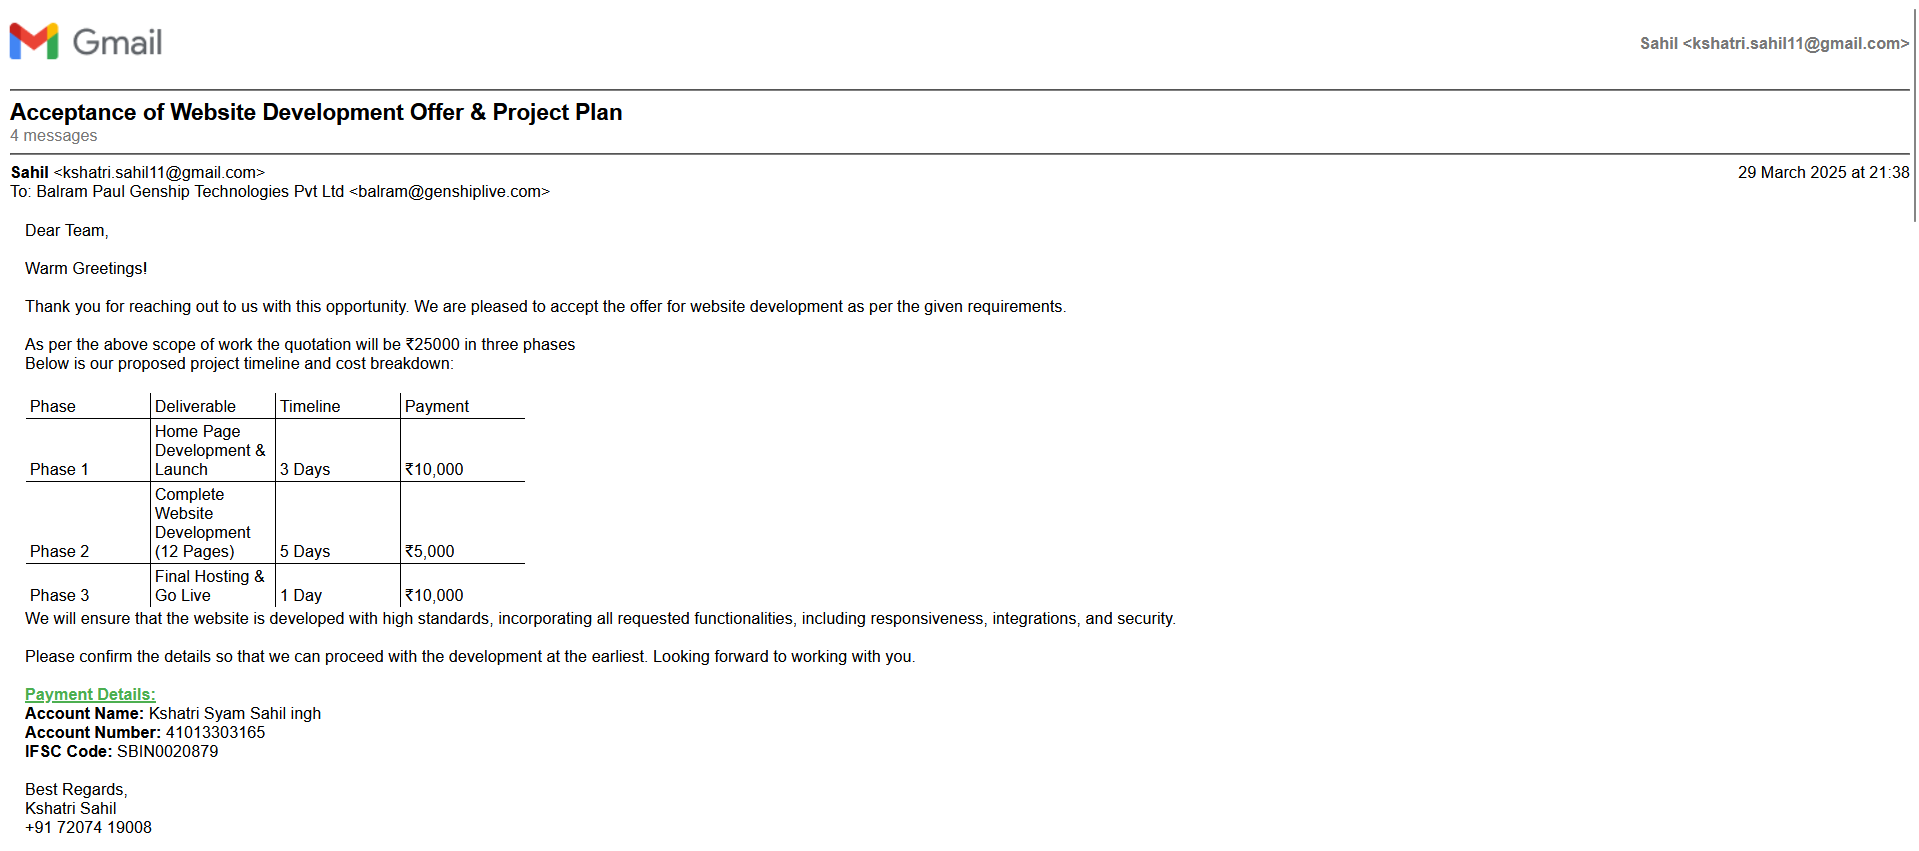 Gmail
Sahil <kshatri.sahil11@gmail.com>
Acceptance of Website Development Offer & Project Plan
4 messages
Sahil <kshatri.sahil11@gmail.com> 29 March 2025 at 21:38
To: Balram Paul Genship Technologies Pvt Ltd <balram@genshiplive.com>
Dear Team,
Warm Greetings!
Thank you for reaching out to us with this opportunity. We are pleased to accept the offer for website development as per the given requirements.
As per the above scope of work the quotation will be ₹25000 in three phases
Below is our proposed project timeline and cost breakdown:
Phase Deliverable Timeline Payment
Home Page
Development &
Phase 1 Launch 3 Days ₹10,000
Complete
Website
Development
Phase 2 (12 Pages) 5 Days ₹5,000
Final Hosting &
Phase 3 Go Live 1 Day ₹10,000
We will ensure that the website is developed with high standards, incorporating all requested functionalities, including responsiveness, integrations, and security.
Please confirm the details so that we can proceed with the development at the earliest. Looking forward to working with you.
Payment Details:
Account Name: Kshatri Syam Sahil ingh
Account Number: 41013303165
IFSC Code: SBIN0020879
Best Regards,
Kshatri Sahil
+91 72074 19008